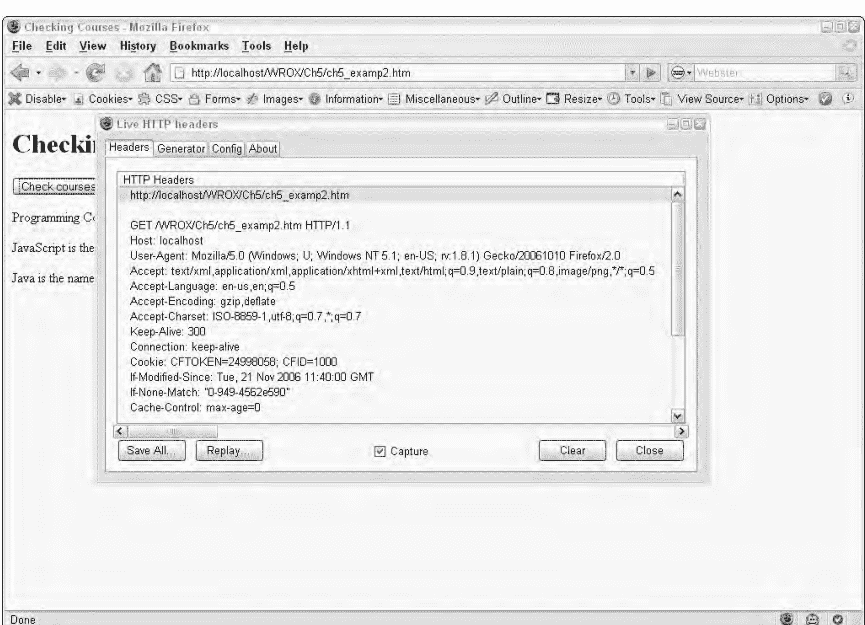 Checking Courses - Mozilla Firefox
File Edit View History Bookmarks Tools Help
http://localhost/WROX/Ch5/ch5_examp2.htm
Webster
Disable Cookies CSS Forms Images Information Miscellaneous Outline Resize Tools View Source Options
Live HTTP headers
Checki
Headers Generator Config About
Check courses
HTTP Headers
http://localhost/WROX/Ch5/ch5_examp2.htm
GET /WROX/Ch5/ch5_examp2.htm HTTP/1.1
Host: localhost
User-Agent: Mozilla/5.0 (Windows; U; Windows NT 5.1; en-US; rv:1.8.1) Gecko/20061010 Firefox/2.0
Accept: text/xml,application/xml,application/xhtml+xml,text/html;q=0.9,text/plain;q=0.8,image/png,*/*;q=0.5
Accept-Language: en-us,en;q=0.5
Accept-Encoding: gzip,deflate
Accept-Charset: ISO-8859-1,utf-8;q=0.7,*;q=0.7
Keep-Alive: 300
Connection: keep-alive
Cookie: CFTOKEN=24998058; CFID=1000
If-Modified-Since: Tue, 21 Nov 2006 11:40:00 GMT
If-None-Match: "0-949-4562e590"
Cache-Control: max-age=0
Programming Co
JavaScript is the
Java is the name
Save All... Replay... Capture Clear Close
Done